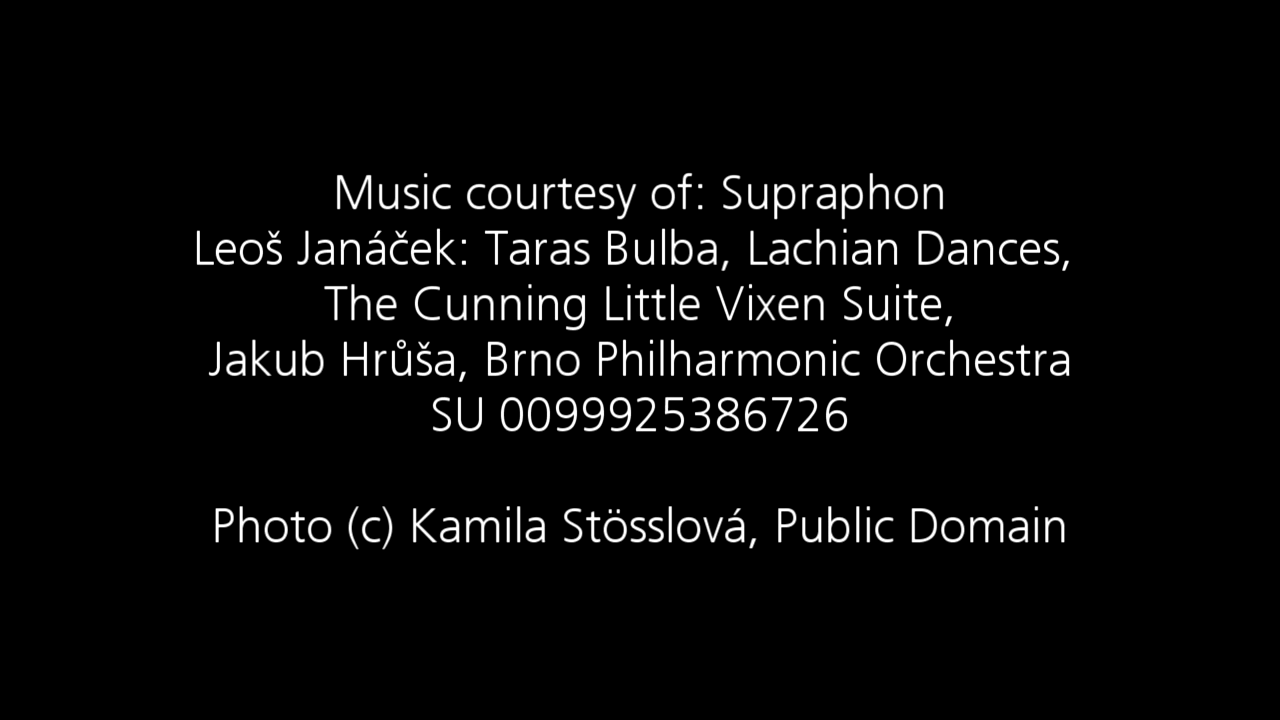 Music courtesy of: Supraphon
Leoš Janáček: Taras Bulba, Lachian Dances,
The Cunning Little Vixen Suite,
Jakub Hrůša, Brno Philharmonic Orchestra
SU 0099925386726
Photo (c) Kamila Stösslová, Public Domain